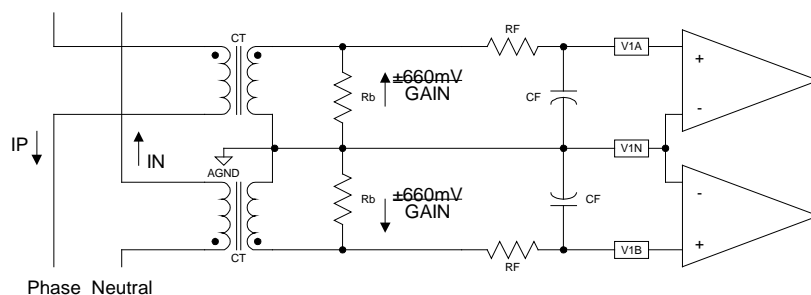 CT
RF
V1A
+
±660mV
GAIN
Rb
CF
-
IP
IN
V1N
AGND
±660mV
GAIN
Rb
CF
-
CT
RF
V1B
+
Phase Neutral